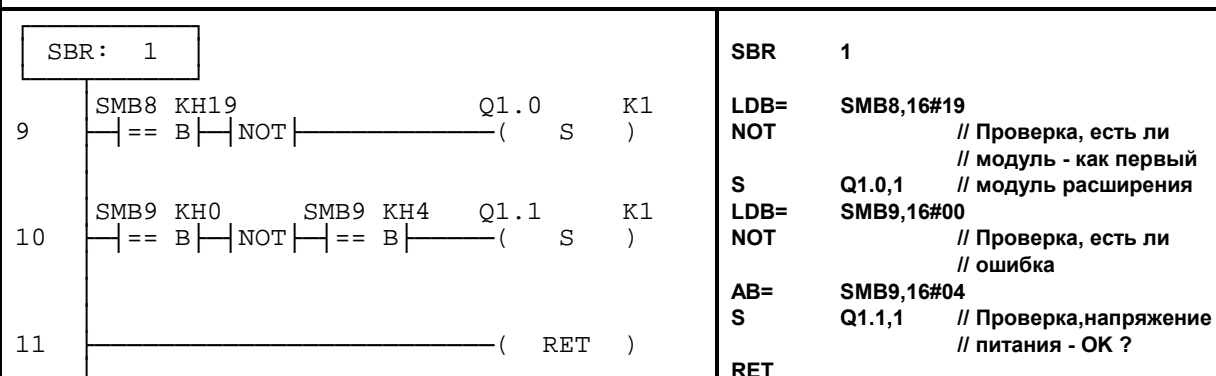 SBR: 1
SMB8 KH19 Q1.0 K1
9 == B NOT ( S )
SMB9 KH0 SMB9 KH4 Q1.1 K1
10 == B NOT == B ( S )
11 ( RET )
SBR 1
LDB= SMB8,16#19
NOT // Проверка, есть ли
// модуль - как первый
S Q1.0,1 // модуль расширения
LDB= SMB9,16#00
NOT // Проверка, есть ли
// ошибка
AB= SMB9,16#04
S Q1.1,1 // Проверка,напряжение
// питания - OK ?
RET